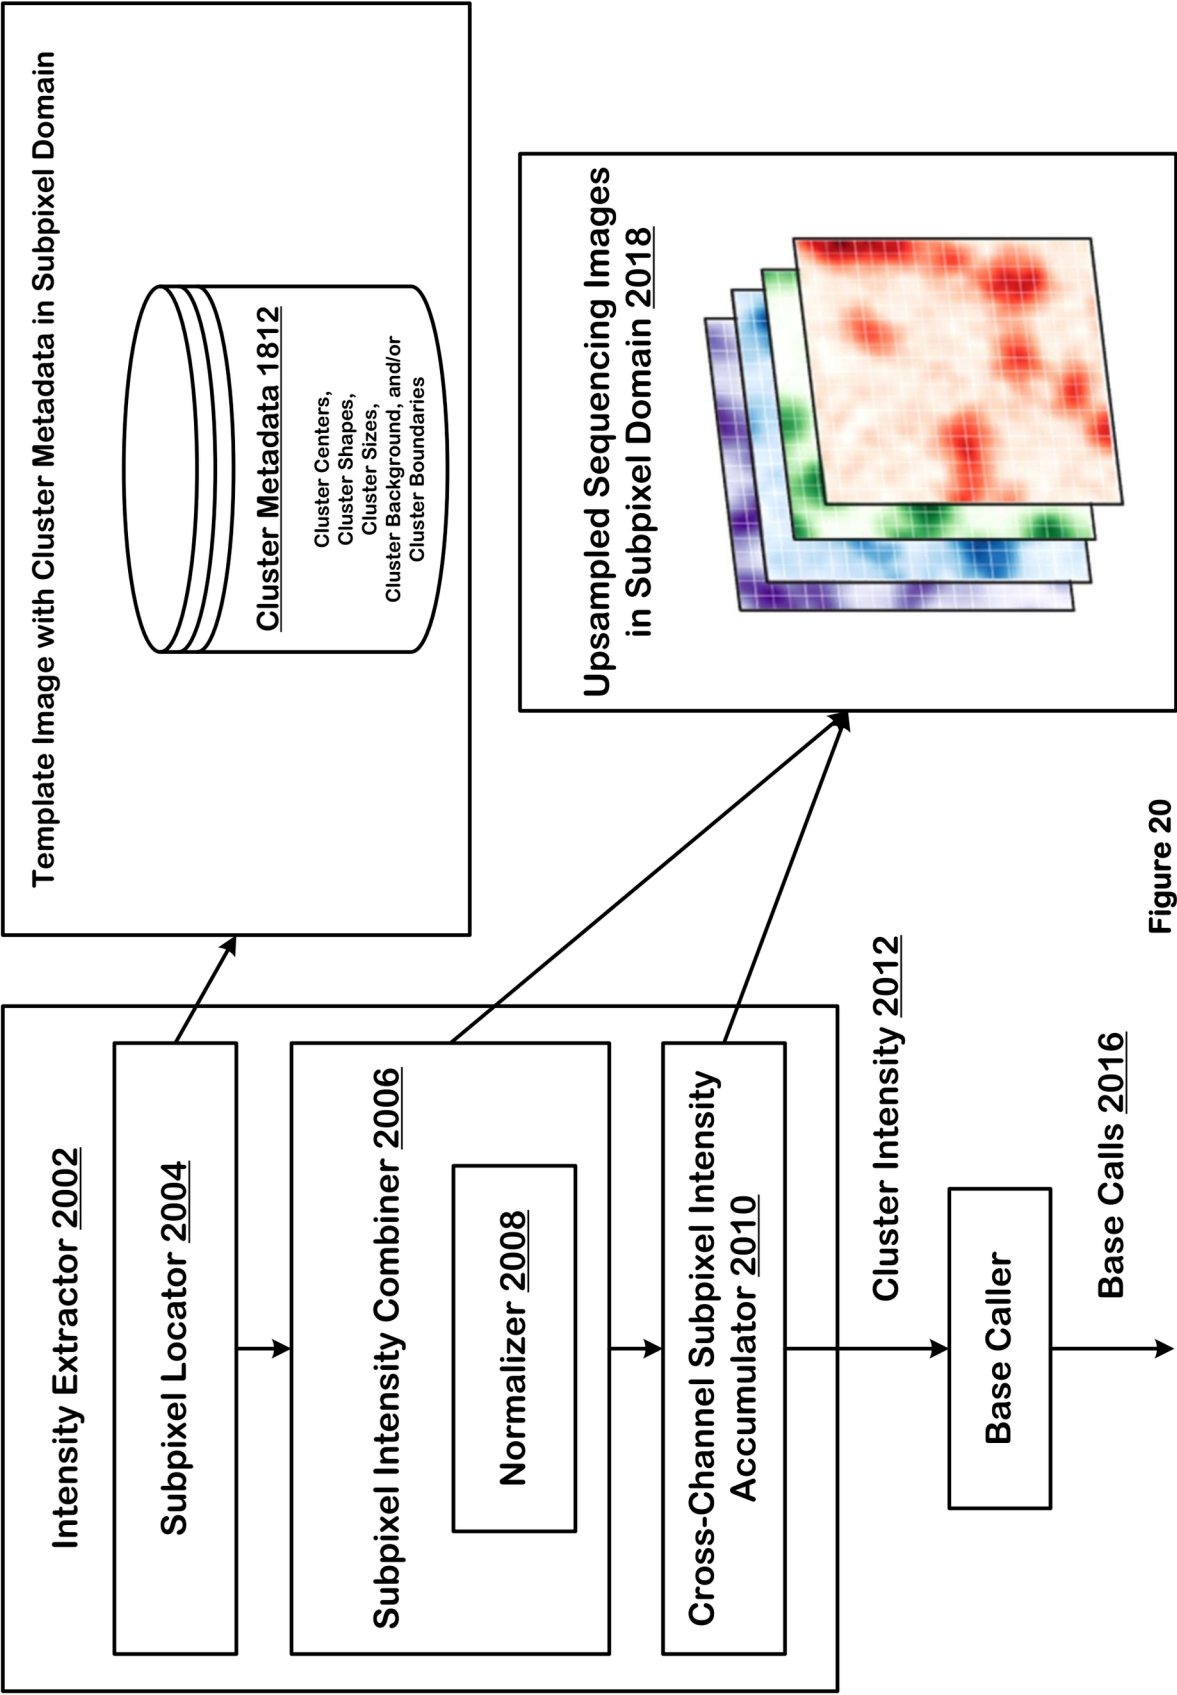 Template Image with Cluster Metadata in Subpixel Domain
Cluster Metadata 1812
Cluster Centers,
Cluster Shapes,
Cluster Sizes,
Cluster Background, and/or
Cluster Boundaries
Intensity Extractor 2002
Subpixel Locator 2004
Subpixel Intensity Combiner 2006
Normalizer 2008
Cross-Channel Subpixel Intensity
Accumulator 2010
Upsampled Sequencing Images
in Subpixel Domain 2018
Cluster Intensity 2012
Base Caller
Base Calls 2016
Figure 20